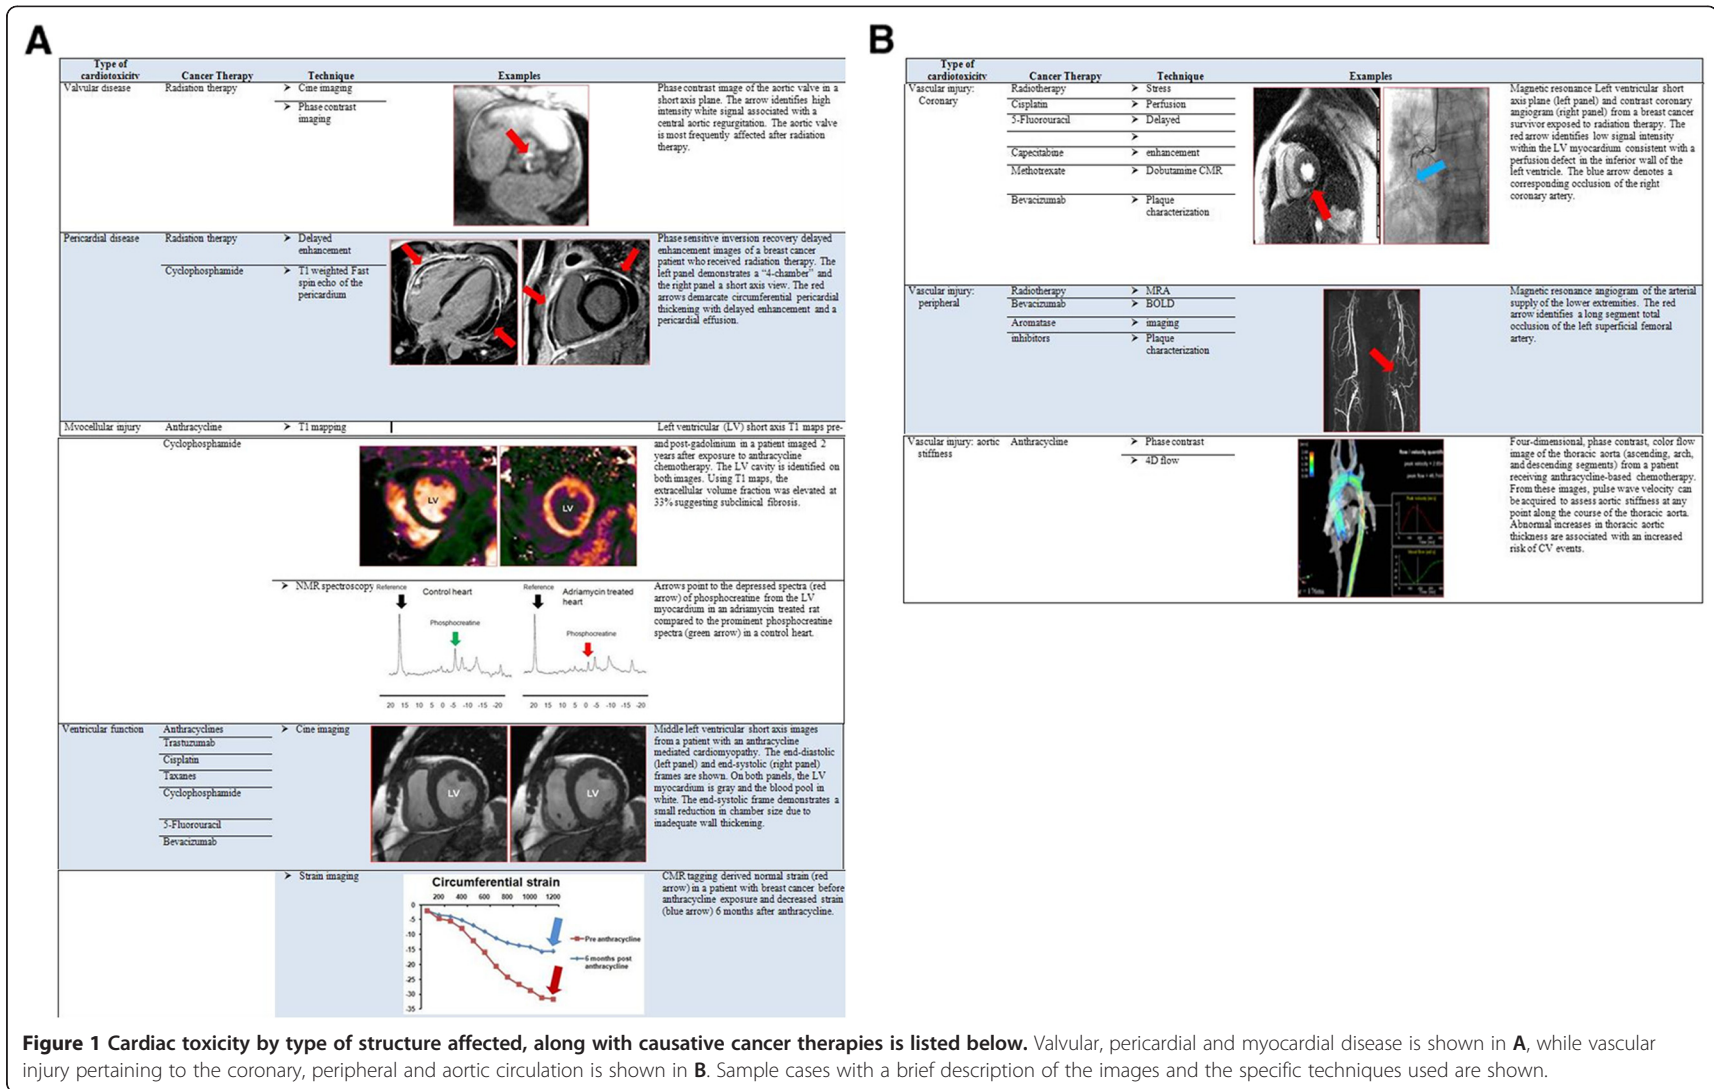 A
Type of
cardiotoxicity
Cancer Therapy
Technique
Examples
Valvular disease
Radiation therapy
➤ Cine imaging
➤ Phase contrast
imaging
Phase contrast image of the aortic valve in a
short axis plane. The arrow identifies high
intensity white signal associated with a
central aortic regurgitation. The aortic valve
is most frequently affected after radiation
therapy.
Pericardial disease
Radiation therapy
Cyclophosphamide
➤ Delayed
enhancement
➤ T1 weighted Fast
spin echo of the
pericardium
Phase sensitive inversion recovery delayed
enhancement images of a breast cancer
patient who received radiation therapy. The
left panel demonstrates a “4-chamber” and
the right panel a short axis view. The red
arrows demarcate circumferential pericardial
thickening with delayed enhancement and a
pericardial effusion.
Myocellular injury
Anthracycline
➤ T1 mapping
Left ventricular (LV) short axis T1 maps pre-
Cyclophosphamide
LV
LV
and post-gadolinium in a patient imaged 2
years after exposure to anthracycline
chemotherapy. The LV cavity is identified on
both images. Using T1 maps, the
extracellular volume fraction was elevated at
33% suggesting subclinical fibrosis.
➤ NMR spectroscopy
Reference
Control heart
Phosphocreatine
20 15 5 0 -5 -10 -15 -20
Reference
Adriamycin treated
heart
Phosphocreatine
20 15 10 5 0 -5 -10 -15 -20
Arrows point to the depressed spectra (red
arrow) of phosphocreatine from the LV
myocardium in an adriamycin treated rat
compared to the prominent phosphocreatine
spectra (green arrow) in a control heart.
Ventricular function
Anthracyclines
Trastuzumab
Cisplatin
Taxanes
Cyclophosphamide
5-Fluorouracil
Bevacizumab
➤ Cine imaging
LV
LV
Middle left ventricular short axis images
from a patient with an anthracycline
mediated cardiomyopathy. The end-diastolic
(left panel) and end-systolic (right panel)
frames are shown. On both panels, the LV
myocardium is gray and the blood pool in
white. The end-systolic frame demonstrates a
small reduction in chamber size due to
inadequate wall thickening.
➤ Strain imaging
Circumferential strain
200 400 600 800 1000 1200
0
-5
-10
-15
-20
-25
-30
-35
Pre anthracycline
6 months post
anthracycline
CMR tagging derived normal strain (red
arrow) in a patient with breast cancer before
anthracycline exposure and decreased strain
(blue arrow) 6 months after anthracycline.
B
Type of
cardiotoxicity
Cancer Therapy
Technique
Examples
Vascular injury:
Coronary
Radiotherapy
Cisplatin
5-Fluorouracil
Capecitabine
Methotrexate
Bevacizumab
➤ Stress
➤ Perfusion
➤ Delayed
➤
➤ enhancement
➤ Dobutamine CMR
➤ Plaque
characterization
Magnetic resonance Left ventricular short
axis plane (left panel) and contrast coronary
angiogram (right panel) from a breast cancer
survivor exposed to radiation therapy. The
red arrow identifies low signal intensity
within the LV myocardium consistent with a
perfusion defect in the inferior wall of the
left ventricle. The blue arrow denotes a
corresponding occlusion of the right
coronary artery.
Vascular injury:
peripheral
Radiotherapy
Bevacizumab
Aromatase
inhibitors
➤ MRA
➤ BOLD
➤ imaging
➤ Plaque
characterization
Magnetic resonance angiogram of the arterial
supply of the lower extremities. The red
arrow identifies a long segment total
occlusion of the left superficial femoral
artery.
Vascular injury: aortic
stiffness
Anthracycline
➤ Phase contrast
➤ 4D flow
Four-dimensional, phase contrast, color flow
image of the thoracic aorta (ascending, arch,
and descending segments) from a patient
receiving anthracycline-based chemotherapy.
From these images, pulse wave velocity can
be acquired to assess aortic stiffness at any
point along the course of the thoracic aorta.
Abnormal increases in thoracic aortic
thickness are associated with an increased
risk of CV events.
Figure 1 Cardiac toxicity by type of structure affected, along with causative cancer therapies is listed below. Valvular, pericardial and myocardial disease is shown in A, while vascular
injury pertaining to the coronary, peripheral and aortic circulation is shown in B. Sample cases with a brief description of the images and the specific techniques used are shown.